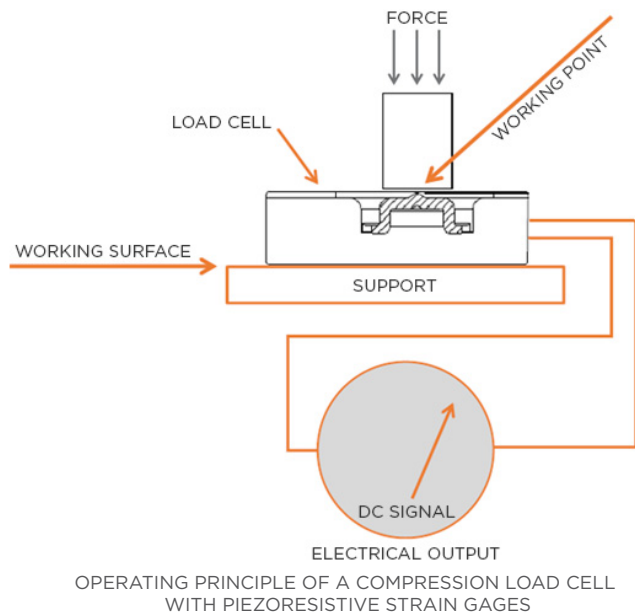 FORCE
WORKING POINT
LOAD CELL
WORKING SURFACE
SUPPORT
DC SIGNAL
ELECTRICAL OUTPUT
OPERATING PRINCIPLE OF A COMPRESSION LOAD CELL
WITH PIEZORESISTIVE STRAIN GAGES